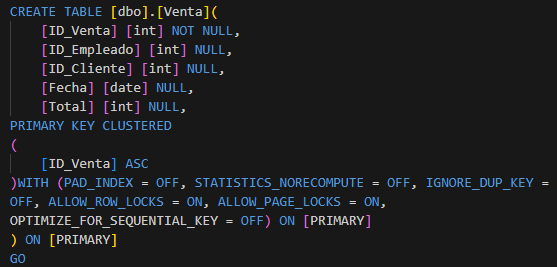 CREATE TABLE [dbo].[Venta](
[ID_Venta] [int] NOT NULL,
[ID_Empleado] [int] NULL,
[ID_Cliente] [int] NULL,
[Fecha] [date] NULL,
[Total] [int] NULL,
PRIMARY KEY CLUSTERED
(
[ID_Venta] ASC
)WITH (PAD_INDEX = OFF, STATISTICS_NORECOMPUTE = OFF, IGNORE_DUP_KEY =
OFF, ALLOW_ROW_LOCKS = ON, ALLOW_PAGE_LOCKS = ON,
OPTIMIZE_FOR_SEQUENTIAL_KEY = OFF) ON [PRIMARY]
) ON [PRIMARY]
GO